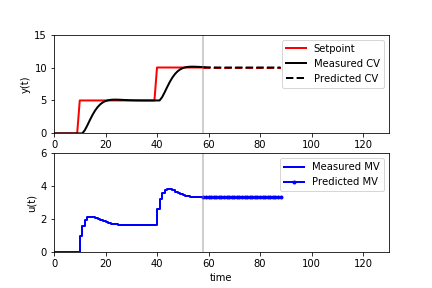 15
10
5
0
y(t)
Setpoint
Measured CV
Predicted CV
0 20 40 60 80 100 120
6
4
2
0
u(t)
Measured MV
Predicted MV
0 20 40 60 80 100 120
time